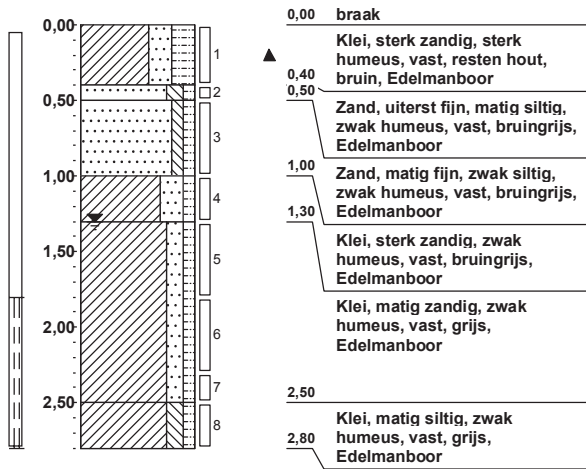 0,00
0,50
1,00
1,50
2,00
2,50
1
2
3
4
5
6
7
8
0,00 braak
Klei, sterk zandig, sterk
humeus, vast, resten hout,
0,40 bruin, Edelmanboor
0,50
Zand, uiterst fijn, matig siltig,
zwak humeus, vast, bruingrijs,
Edelmanboor
1,00 Zand, matig fijn, zwak siltig,
zwak humeus, vast, bruingrijs,
1,30 Edelmanboor
Klei, sterk zandig, zwak
humeus, vast, bruingrijs,
Edelmanboor
Klei, matig zandig, zwak
humeus, vast, grijs,
Edelmanboor
2,50
Klei, matig siltig, zwak
2,80 humeus, vast, grijs,
Edelmanboor